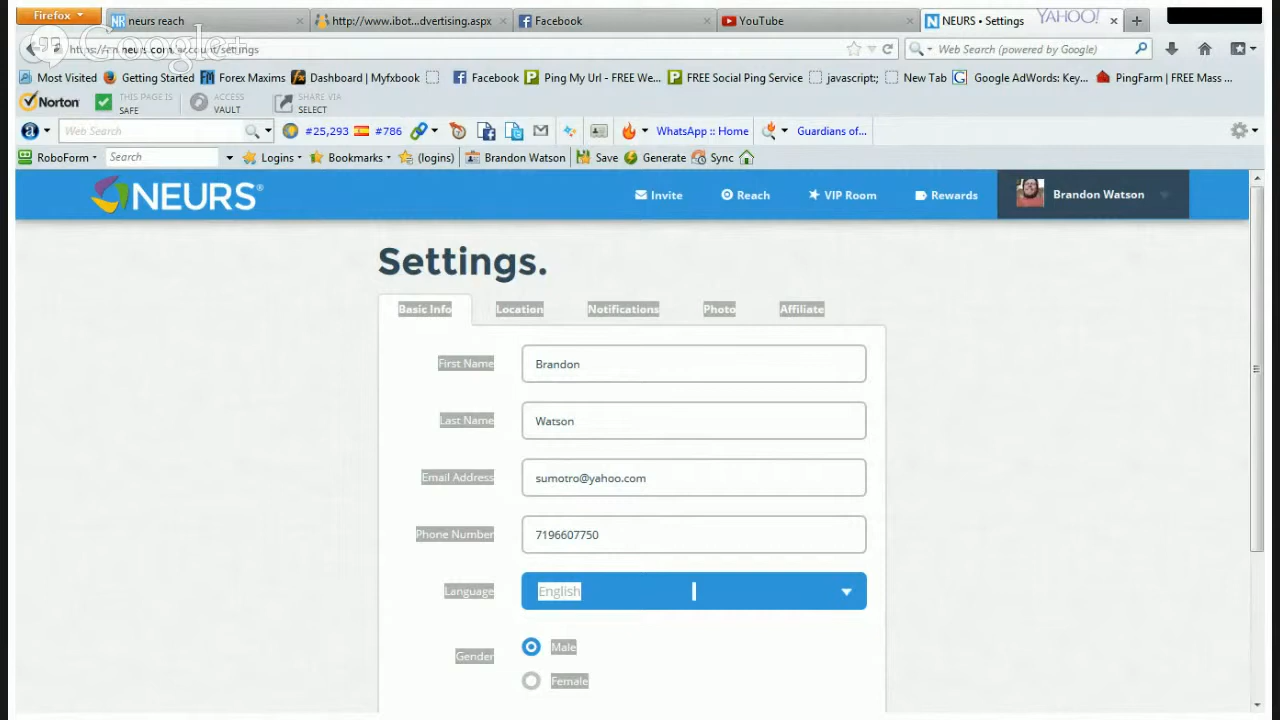 Firefox
neurs reach
http://www.ibot...dvertising.aspx
Facebook
YouTube
NEURS • Settings
YAHOO!
Google+
neurs.com/account/settings
Web Search (powered by Google)
Most Visited
Getting Started
Forex Maxims
Dashboard | Myfxbook
Facebook
Ping My Url - FREE We...
FREE Social Ping Service
javascript:;
New Tab
Google AdWords: Key...
PingFarm | FREE Mass ...
Norton
THIS PAGE IS
SAFE
ACCESS
VAULT
SHARE VIA
SELECT
Web Search
#25,293
#786
WhatsApp :: Home
Guardians of...
RoboForm
Search
Logins
Bookmarks
(logins)
Brandon Watson
Save
Generate
Sync
NEURS®
Invite
Reach
VIP Room
Rewards
Brandon Watson
Settings.
Basic Info
Location
Notifications
Photo
Affiliate
First Name
Brandon
Last Name
Watson
Email Address
sumotro@yahoo.com
Phone Number
7196607750
Language
English
Gender
Male
Female